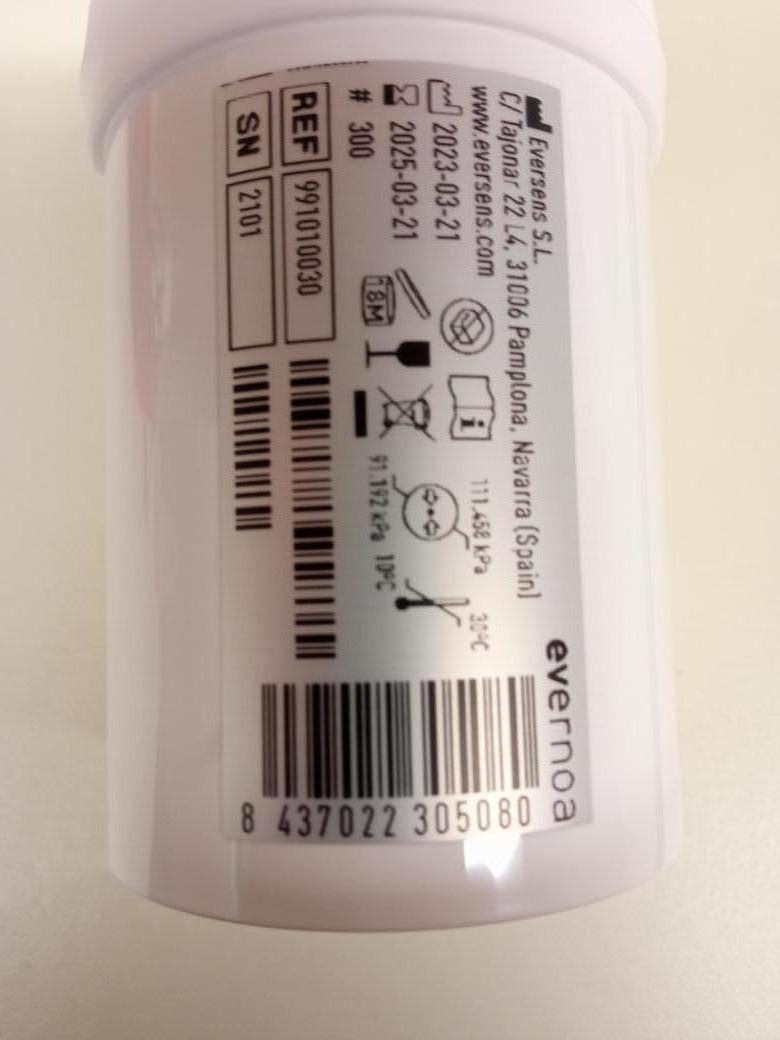 Eversens S.L.
C/ Tajonar 22 L4, 31006 Pamplona, Navarra (Spain)
www.eversens.com
2023-03-21
2025-03-21
# 300
18M
111.458 kPa
91.192 kPa
30ºC
10ºC
REF 991010030
SN 2101
evernoa
8 437022 305080